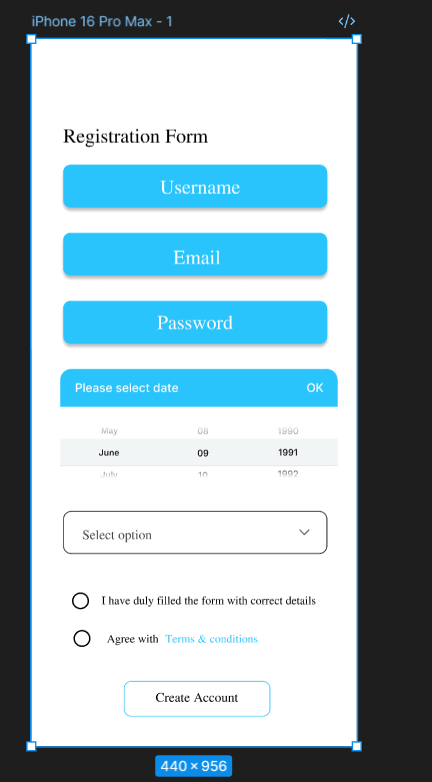 iPhone 16 Pro Max - 1 </>
Registration Form
Username
Email
Password
Please select date OK
May 08 1990
June 09 1991
July 10 1992
Select option
I have duly filled the form with correct details
Agree with Terms & conditions
Create Account
440 × 956